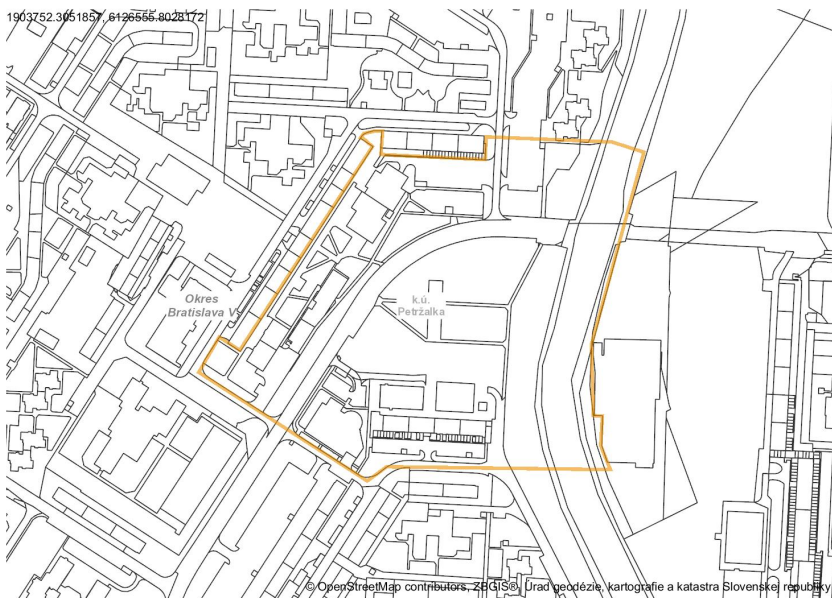 1903752.3051857, 6126555.8028172
Okres
Bratislava V
k.ú.
Petržalka
© OpenStreetMap contributors, ZBGIS®, Úrad geodézie, kartografie a katastra Slovenskej republiky